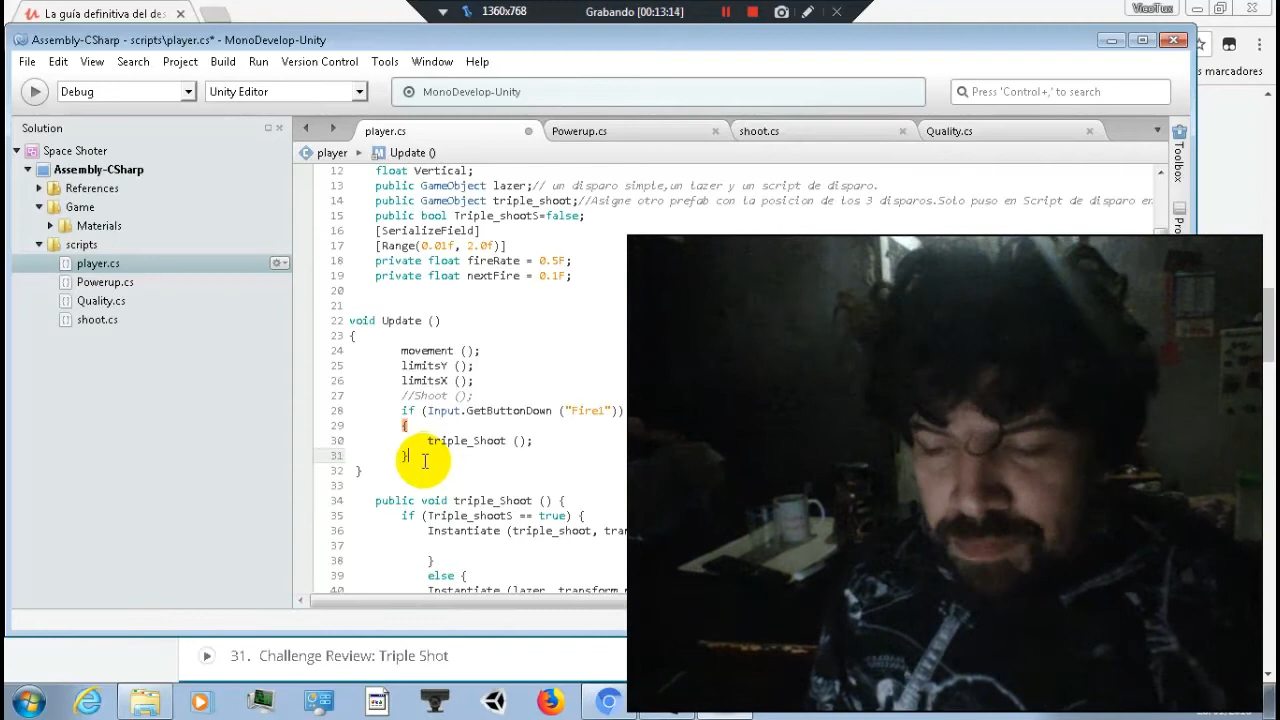 La guía definitiva del des
1360x768
Grabando (00:13:14)
VicoTux
Assembly-CSharp - scripts\player.cs* - MonoDevelop-Unity
File Edit View Search Project Build Run Version Control Tools Window Help
s marcadores
Debug
Unity Editor
MonoDevelop-Unity
Press 'Control+,' to search
Solution
player.cs
Powerup.cs
shoot.cs
Quality.cs
Toolbox
Space Shoter
player
Update ()
Assembly-CSharp
References
Game
Materials
scripts
player.cs
Powerup.cs
Quality.cs
shoot.cs
12 float Vertical;
13 public GameObject lazer;// un disparo simple,un lazer y un script de disparo.
14 public GameObject triple_shoot;//Asigne otro prefab con la posicion de los 3 disparos.Solo puso en Script de disparo en
15 public bool Triple_shootS=false;
16 [SerializeField]
17 [Range(0.01f, 2.0f)]
18 private float fireRate = 0.5F;
19 private float nextFire = 0.1F;
20
21
22 void Update ()
23 {
24 movement ();
25 limitsY ();
26 limitsX ();
27 //Shoot ();
28 if (Input.GetButtonDown ("Fire1"))
29 {
30 triple_Shoot ();
31 }
32 }
33
34 public void triple_Shoot () {
35 if (Triple_shootS == true) {
36 Instantiate (triple_shoot, tran
37
38 }
39 else {
40 Instantiate (lazer, transform
31. Challenge Review: Triple Shot